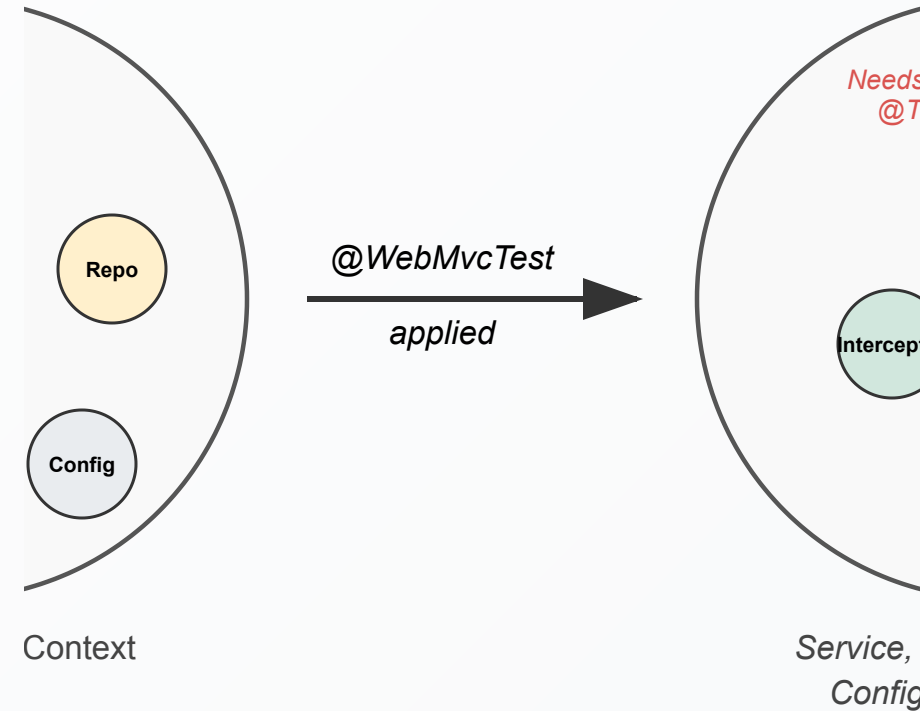 Needs
@T
Repo
@WebMvcTest
applied
Intercept
Config
Context
Service,
Config